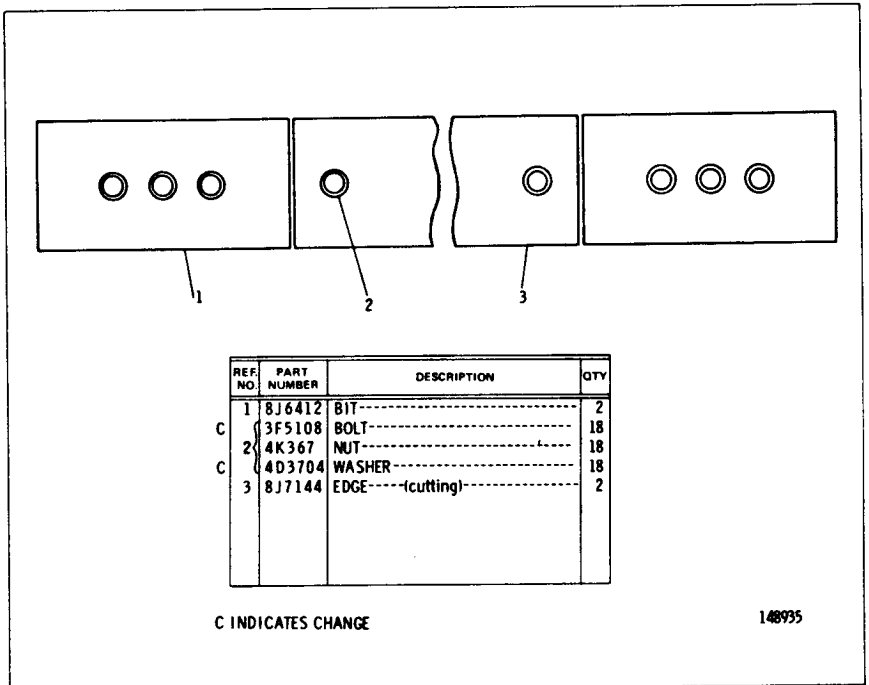 1
2
3
REF. NO. PART NUMBER DESCRIPTION QTY
1 8J6412 BIT 2
C 3F5108 BOLT 18
2 4K367 NUT 18
C 4D3704 WASHER 18
3 8J7144 EDGE-----(cutting) 2
C INDICATES CHANGE
148935